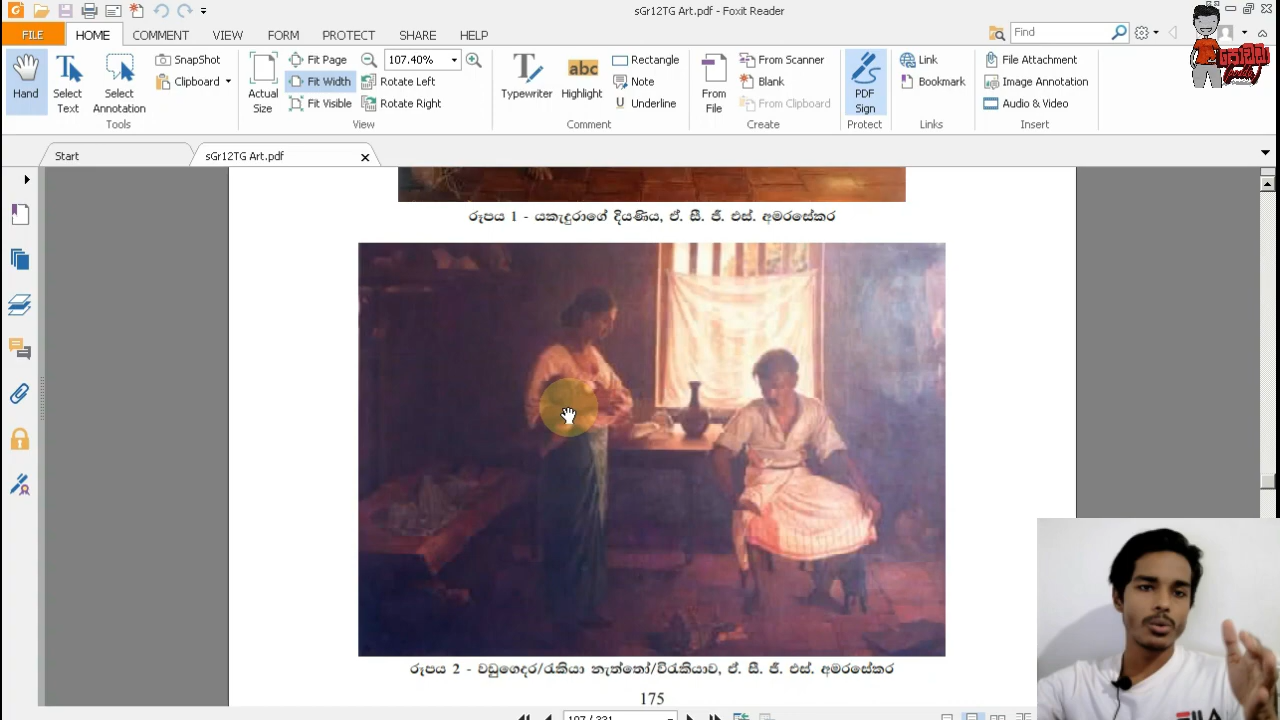 sGr12TG Art.pdf - Foxit Reader
FILE HOME COMMENT VIEW FORM PROTECT SHARE HELP
Find
Hand
Select Text
Select Annotation
SnapShot
Clipboard
Tools
Actual Size
Fit Page
Fit Width
Fit Visible
107.40%
Rotate Left
Rotate Right
View
Typewriter
Highlight
Rectangle
Note
Underline
Comment
From File
From Scanner
Blank
From Clipboard
Create
PDF Sign
Protect
Link
Bookmark
Links
File Attachment
Image Annotation
Audio & Video
Insert
Start
sGr12TG Art.pdf
රූපය 1 - යකැදුරාගේ දියණිය, ඒ. සී. ජී. එස්. අමරසේකර
රූපය 2 - වඩුගෙදර/රැකියා නැත්තෝ/විරැකියාව, ඒ. සී. ජී. එස්. අමරසේකර
175
197 / 331
FILA